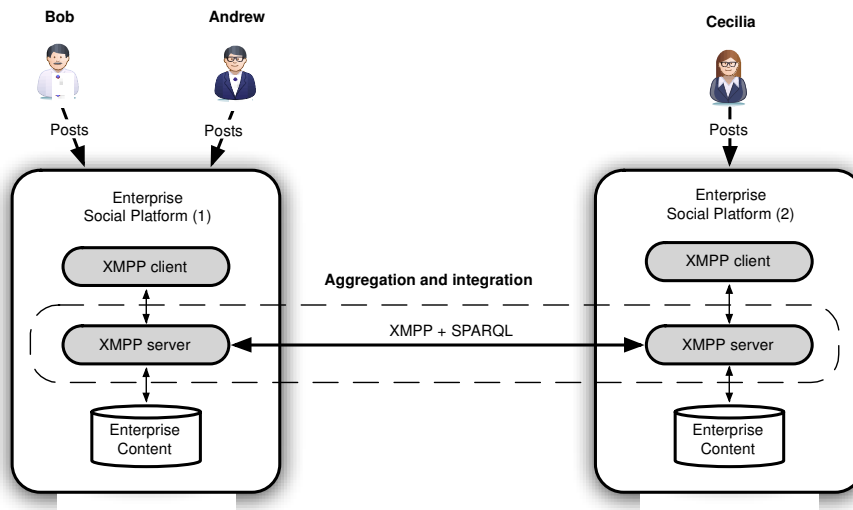 Bob
Andrew
Cecilia
Posts
Posts
Posts
Enterprise
Social Platform (1)
Enterprise
Social Platform (2)
XMPP client
XMPP client
Aggregation and integration
XMPP + SPARQL
XMPP server
XMPP server
Enterprise
Content
Enterprise
Content